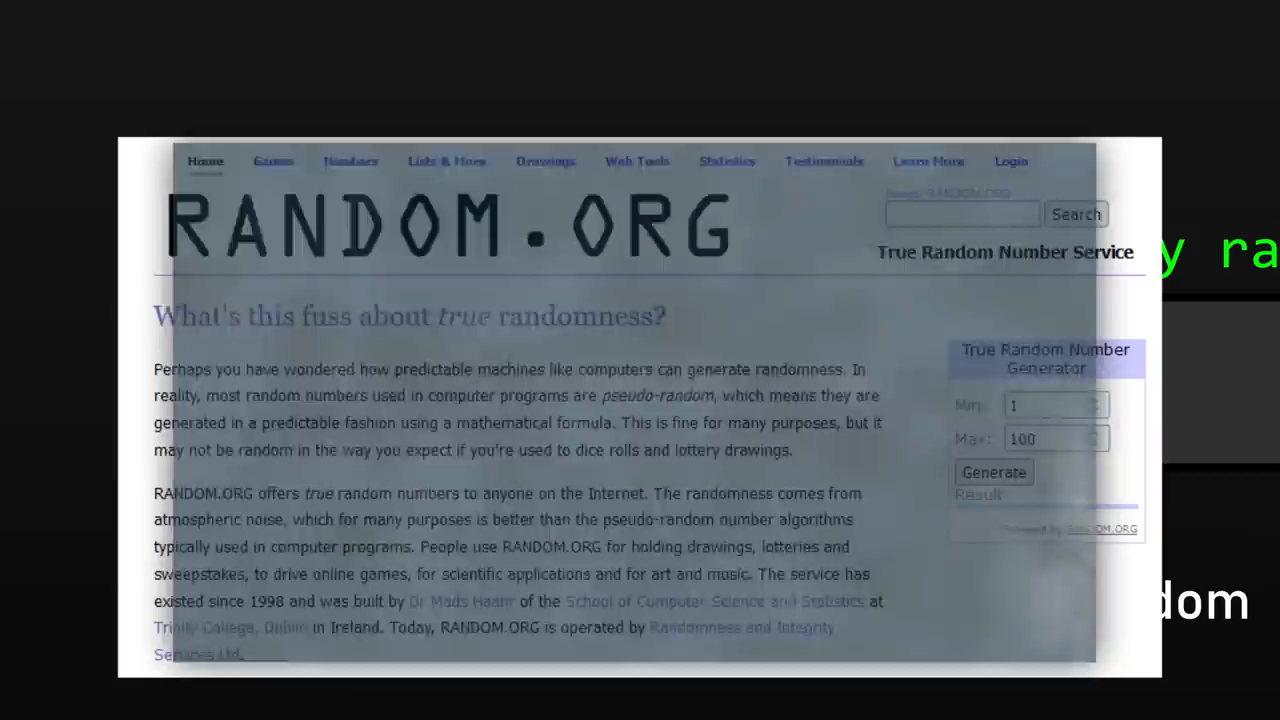 Home Games Numbers Lists & More Drawings Web Tools Statistics Testimonials Learn More Login
RANDOM.ORG
Search RANDOM.ORG
Search
True Random Number Service
y ra
What's this fuss about true randomness?
Perhaps you have wondered how predictable machines like computers can generate randomness. In
reality, most random numbers used in computer programs are pseudo-random, which means they are
generated in a predictable fashion using a mathematical formula. This is fine for many purposes, but it
may not be random in the way you expect if you're used to dice rolls and lottery drawings.
RANDOM.ORG offers true random numbers to anyone on the Internet. The randomness comes from
atmospheric noise, which for many purposes is better than the pseudo-random number algorithms
typically used in computer programs. People use RANDOM.ORG for holding drawings, lotteries and
sweepstakes, to drive online games, for scientific applications and for art and music. The service has
existed since 1998 and was built by Dr Mads Haahr of the School of Computer Science and Statistics at
Trinity College, Dublin in Ireland. Today, RANDOM.ORG is operated by Randomness and Integrity
Services Ltd.
True Random Number
Generator
Min: 1
Max: 100
Generate
Result:
Powered by RANDOM.ORG
dom